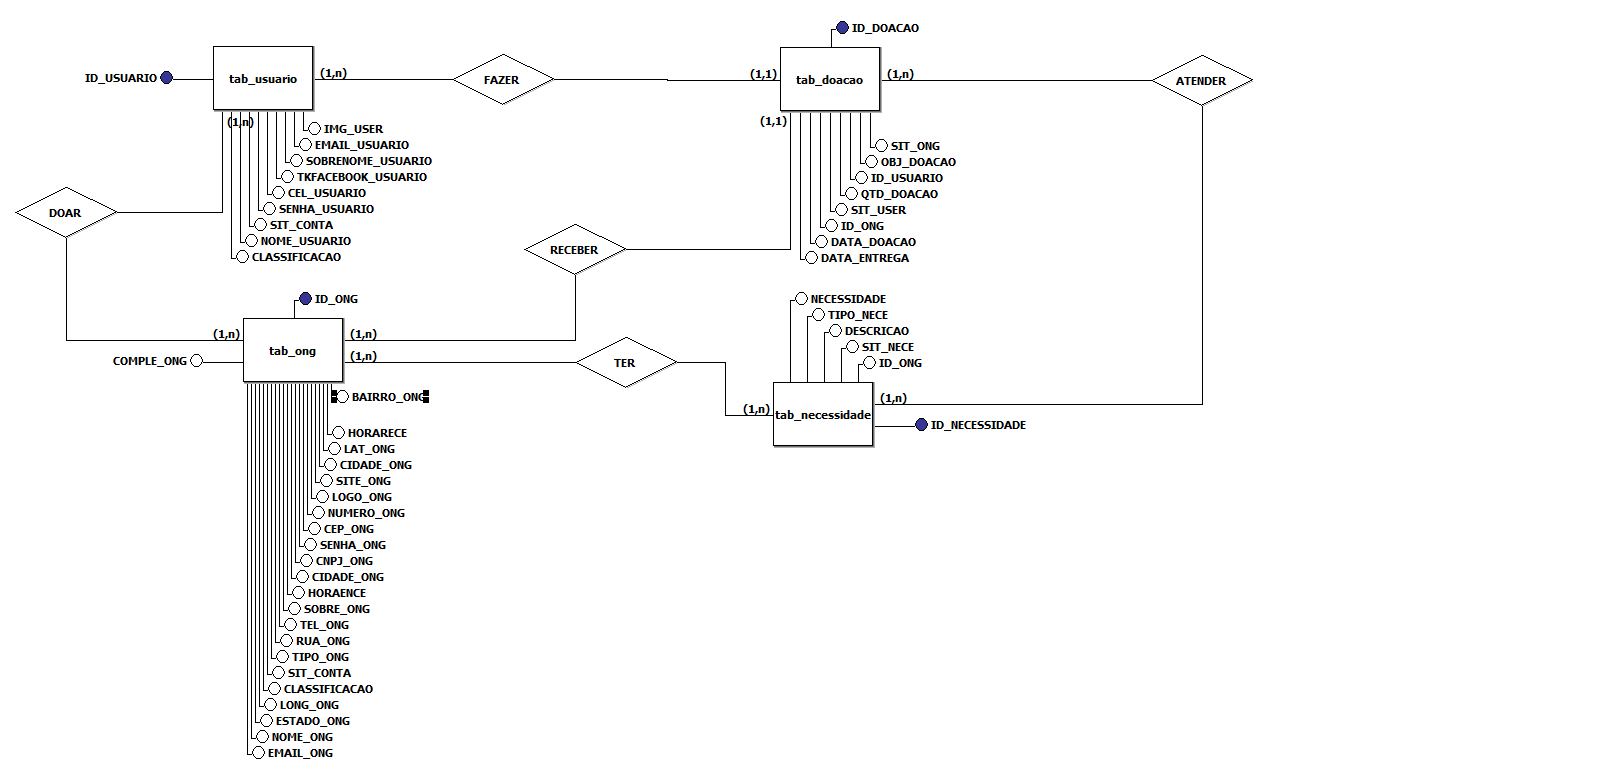 ID_USUARIO
tab_usuario
(1,n)
FAZER
(1,1)
ID_DOACAO
tab_doacao
(1,n)
ATENDER
(1,n)
IMG_USER
EMAIL_USUARIO
SOBRENOME_USUARIO
TKFACEBOOK_USUARIO
CEL_USUARIO
SENHA_USUARIO
SIT_CONTA
NOME_USUARIO
CLASSIFICACAO
(1,1)
SIT_ONG
OBJ_DOACAO
ID_USUARIO
QTD_DOACAO
SIT_USER
ID_ONG
DATA_DOACAO
DATA_ENTREGA
DOAR
RECEBER
ID_ONG
(1,n)
tab_ong
(1,n)
(1,n)
COMPLE_ONG
TER
NECESSIDADE
TIPO_NECE
DESCRICAO
SIT_NECE
ID_ONG
(1,n)
tab_necessidade
(1,n)
ID_NECESSIDADE
BAIRRO_ONG
HORARECE
LAT_ONG
CIDADE_ONG
SITE_ONG
LOGO_ONG
NUMERO_ONG
CEP_ONG
SENHA_ONG
CNPJ_ONG
CIDADE_ONG
HORAENCE
SOBRE_ONG
TEL_ONG
RUA_ONG
TIPO_ONG
SIT_CONTA
CLASSIFICACAO
LONG_ONG
ESTADO_ONG
NOME_ONG
EMAIL_ONG